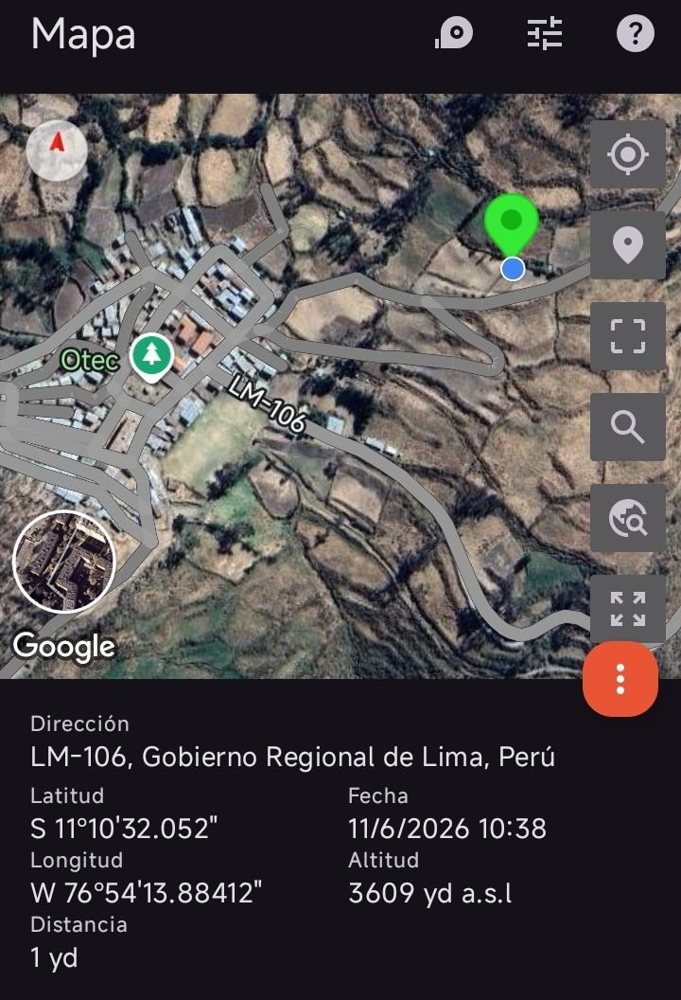 Mapa
Otec
LM-106
Google
Dirección
LM-106, Gobierno Regional de Lima, Perú
Latitud
S 11°10'32.052"
Fecha
11/6/2026 10:38
Longitud
W 76°54'13.88412"
Altitud
3609 yd a.s.l
Distancia
1 yd